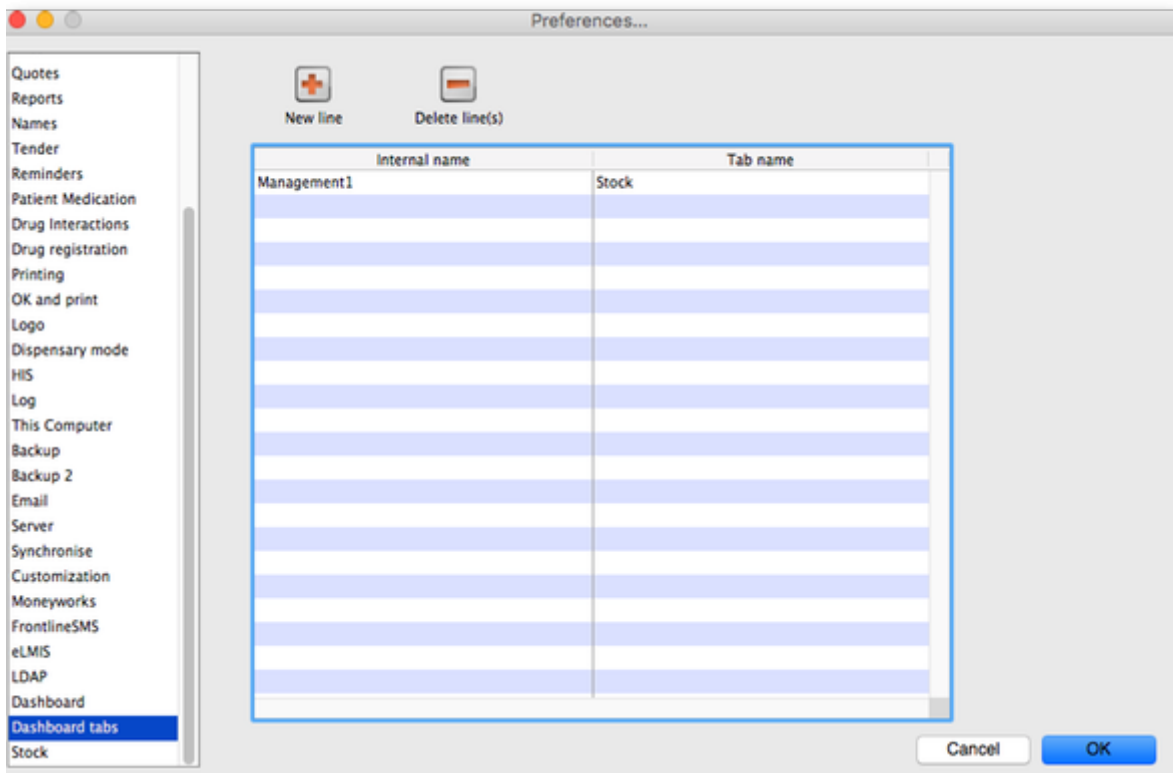 Preferences...
Quotes
Reports
Names
Tender
Reminders
Patient Medication
Drug Interactions
Drug registration
Printing
OK and print
Logo
Dispensary mode
HIS
Log
This Computer
Backup
Backup 2
Email
Server
Synchronise
Customization
Moneyworks
FrontlineSMS
eLMIS
LDAP
Dashboard
Dashboard tabs
Stock
New line Delete line(s)
Internal name Tab name
Management1 Stock
Cancel OK